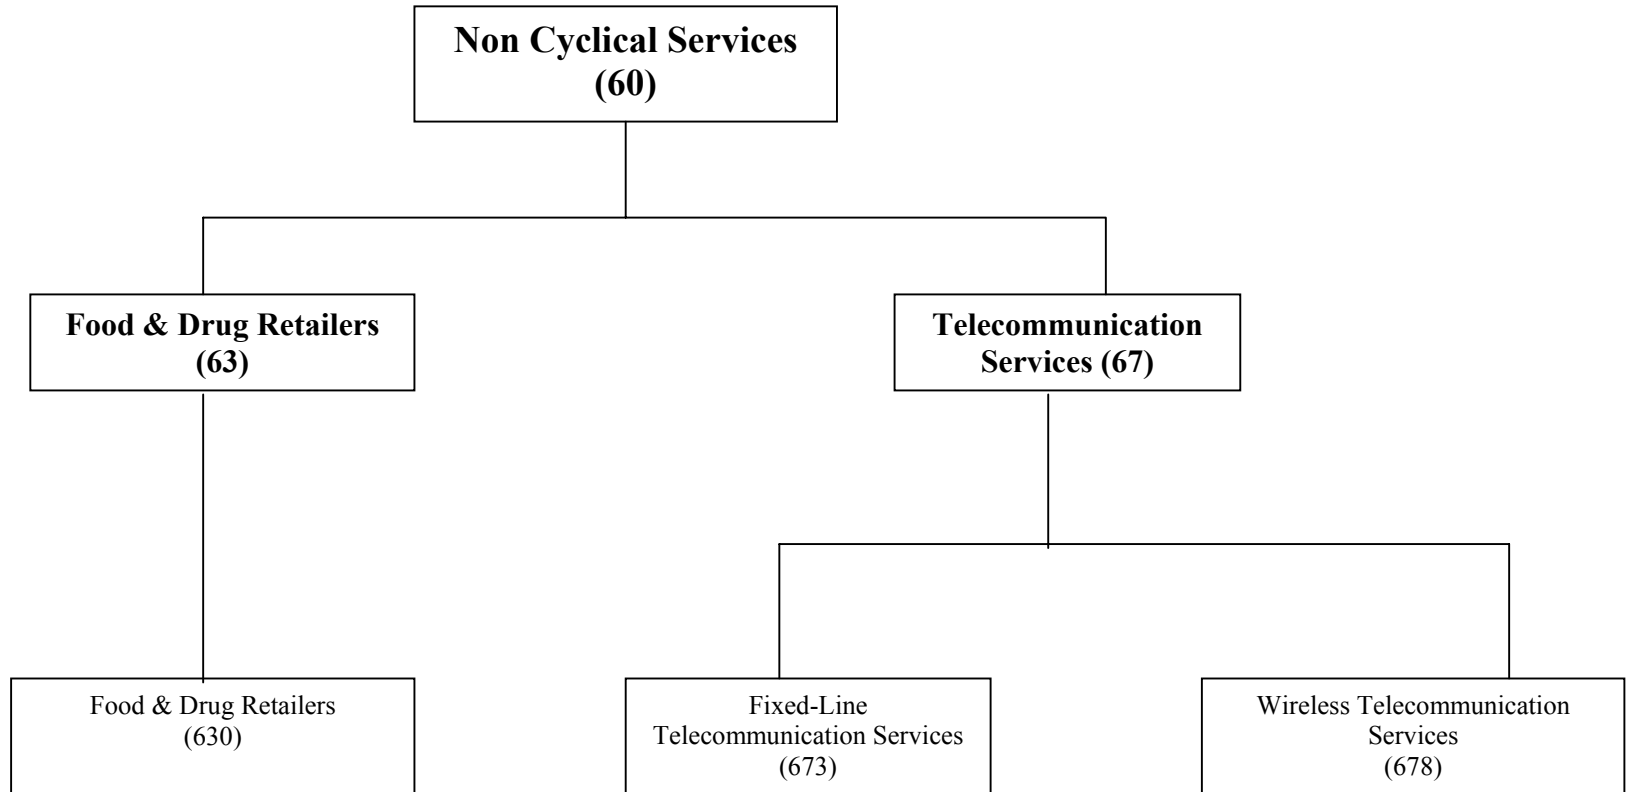 Non Cyclical Services
(60)
Food & Drug Retailers
(63)
Telecommunication
Services (67)
Food & Drug Retailers
(630)
Fixed-Line
Telecommunication Services
(673)
Wireless Telecommunication
Services
(678)